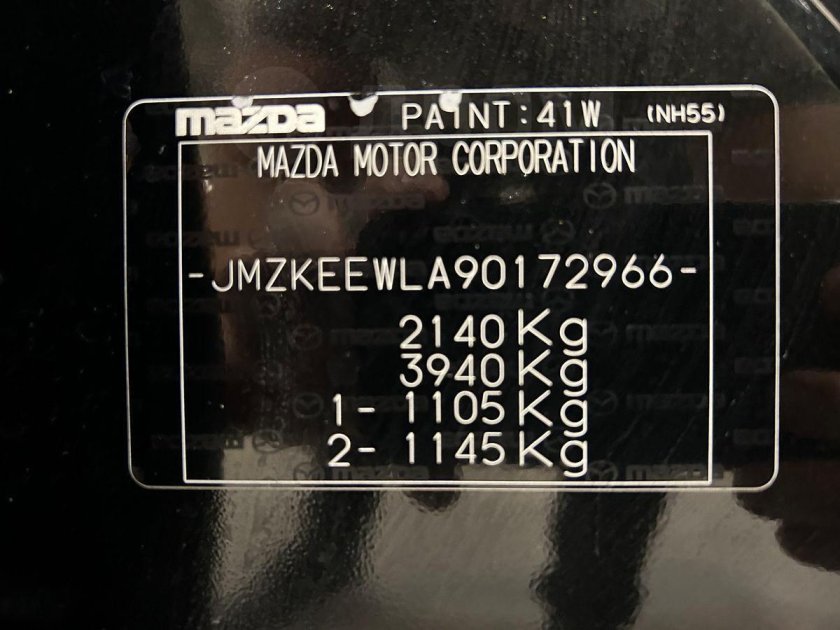 mazda PAINT:41W (NH55)
MAZDA MOTOR CORPORATION
-JMZKEEWLA90172966-
2140Kg
3940Kg
1- 1105Kg
2- 1145Kg